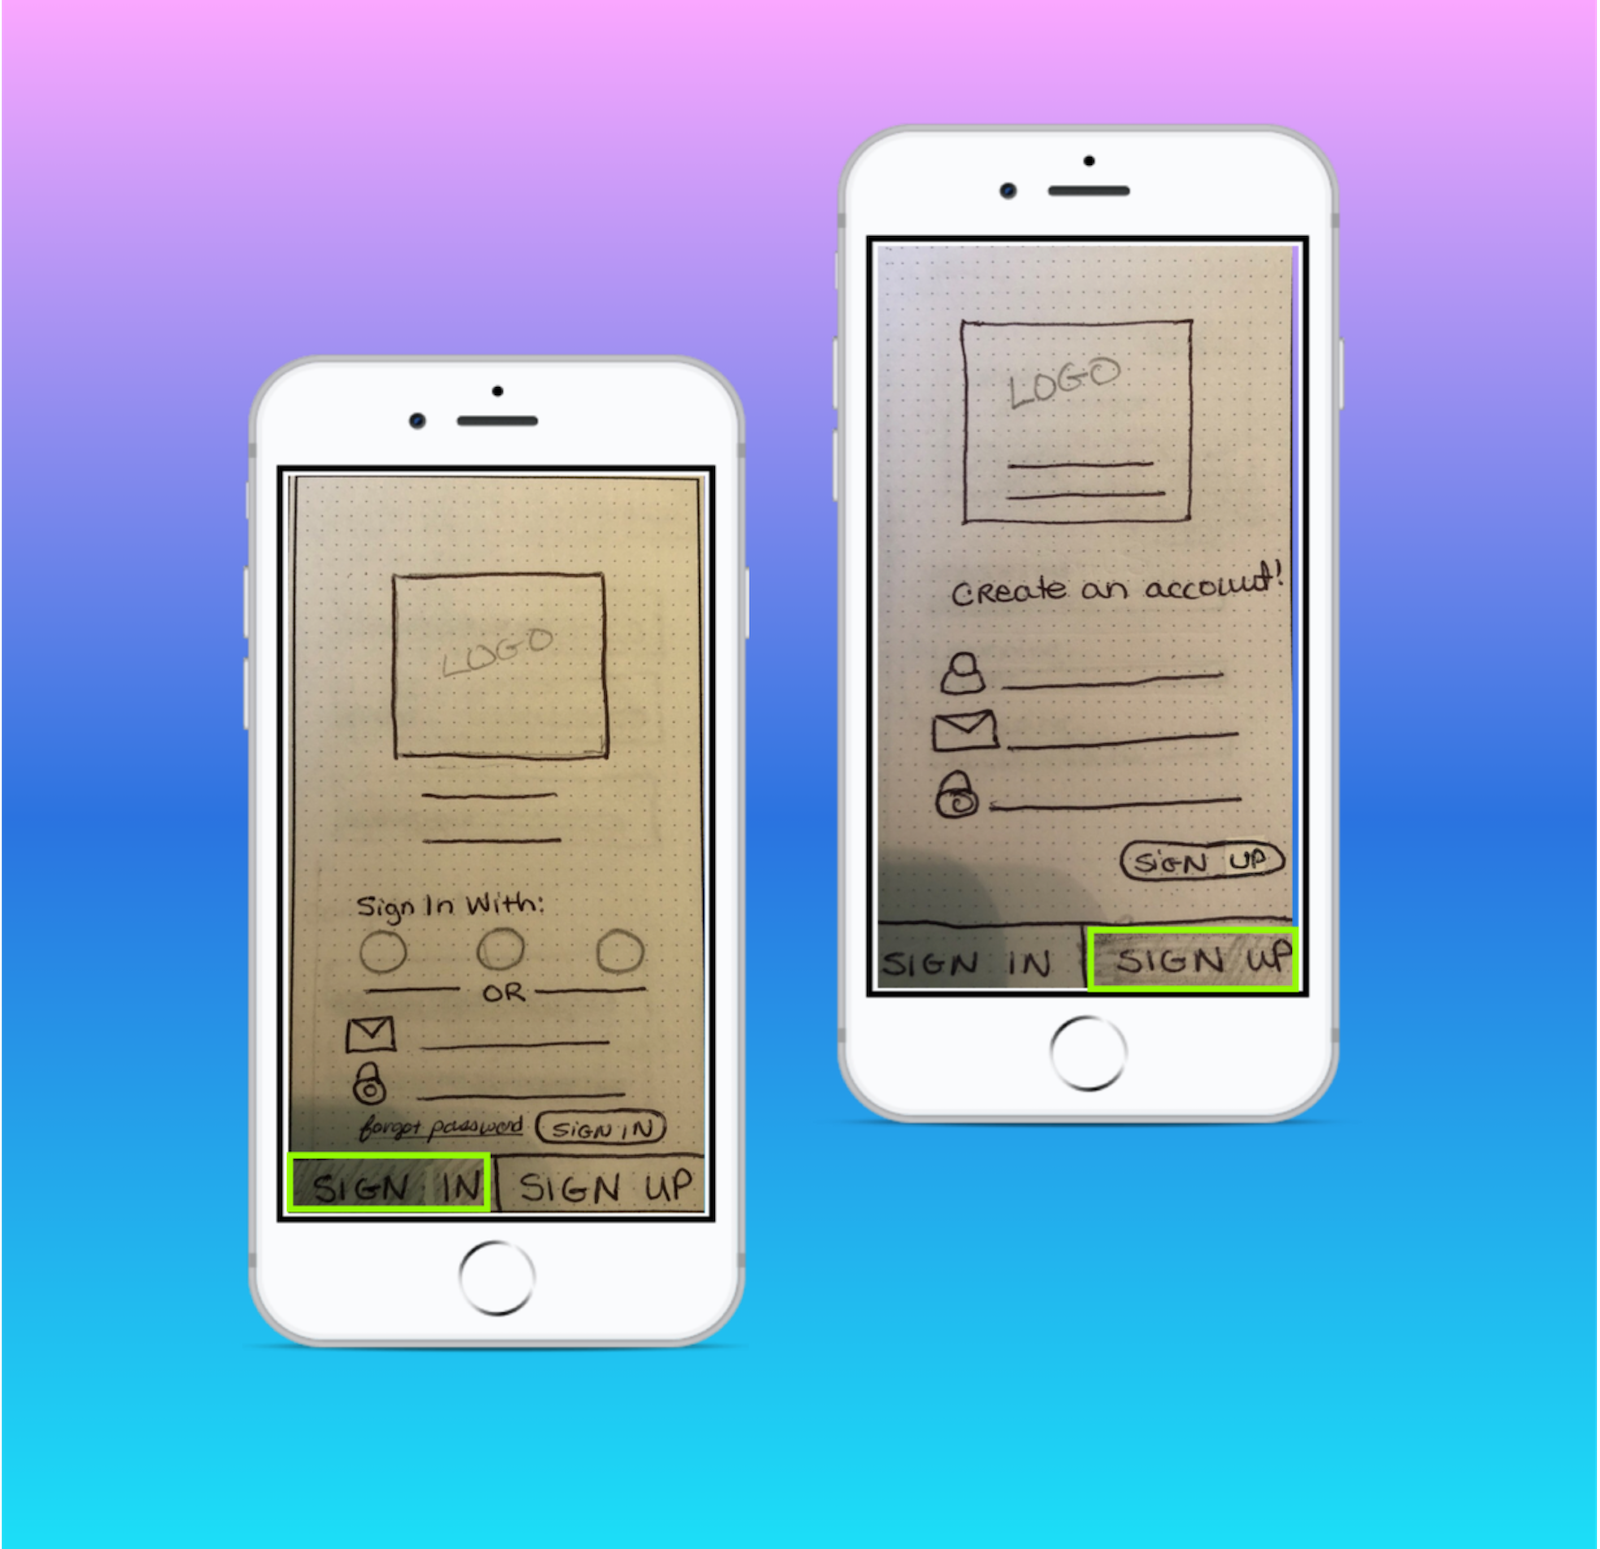 LOGO
Sign In With:
OR
forgot password
SIGN IN
SIGN IN
SIGN UP
LOGO
Create an account!
SIGN UP
SIGN IN
SIGN UP